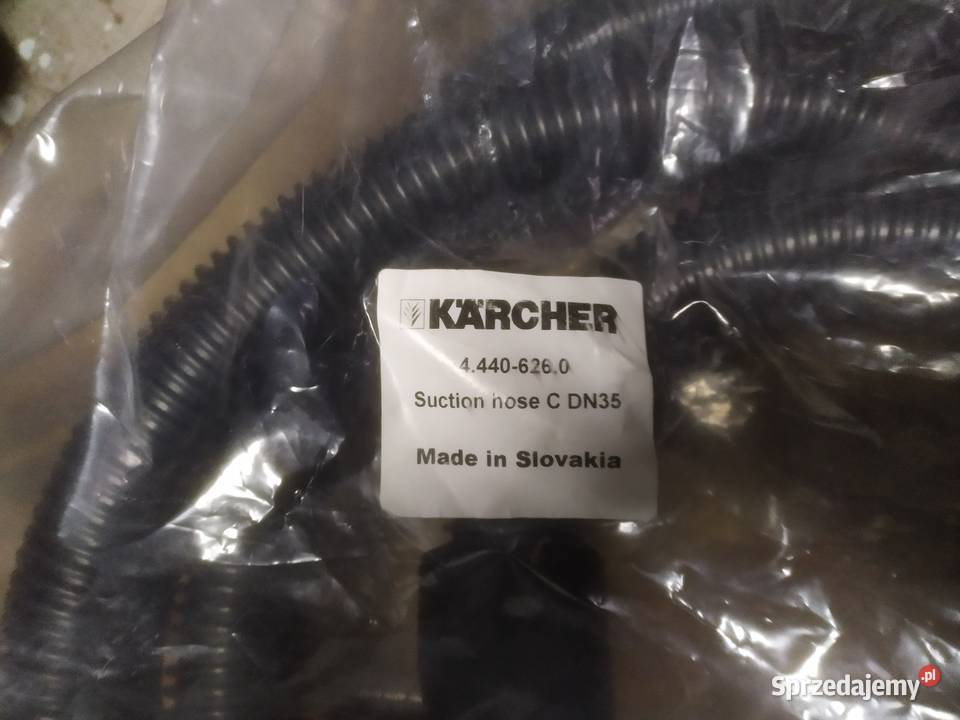 KÄRCHER
4.440-626.0
Suction hose C DN35
Made in Slovakia
Sprzedajemy.pl